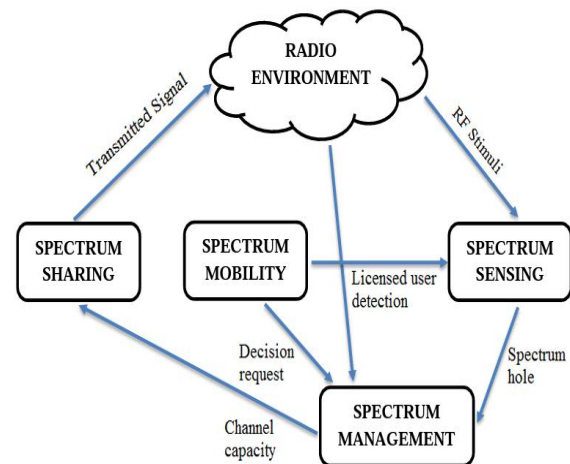 RADIO
ENVIRONMENT
Transmitted Signal
RF Stimuli
SPECTRUM
SHARING
SPECTRUM
MOBILITY
SPECTRUM
SENSING
Licensed user
detection
Decision
request
Spectrum
hole
Channel
capacity
SPECTRUM
MANAGEMENT